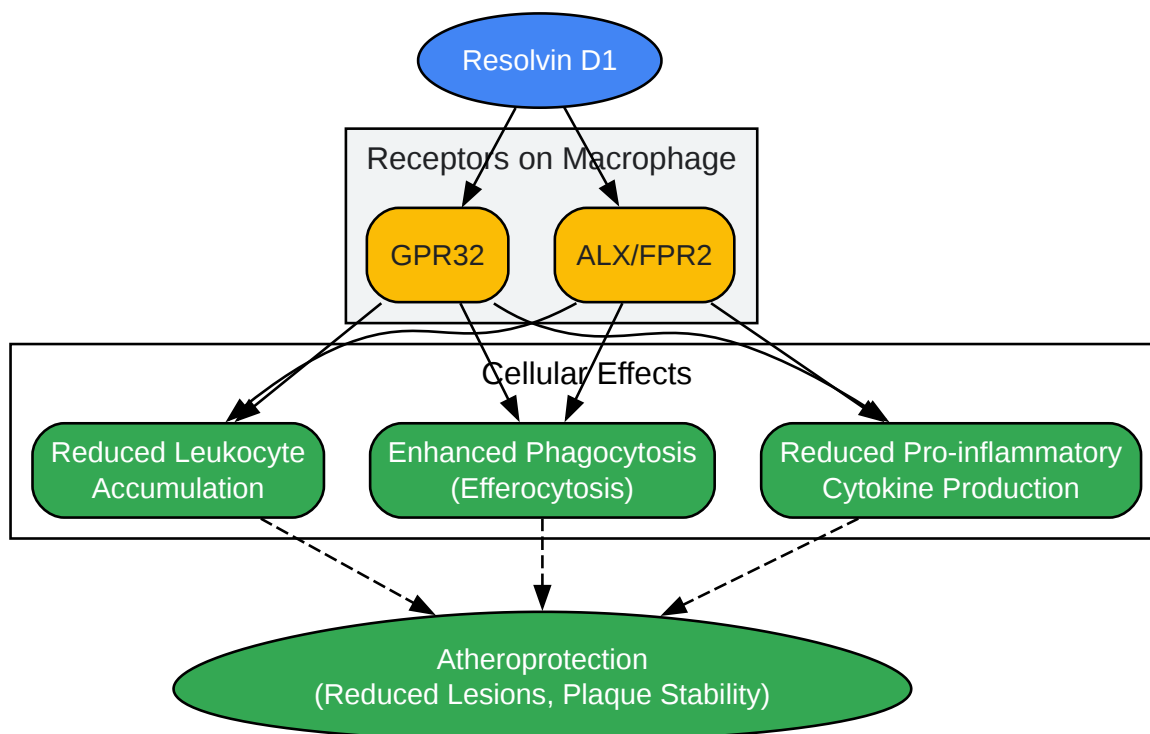 Resolvin D1
Receptors on Macrophage
GPR32
ALX/FPR2
Cellular Effects
Reduced Leukocyte
Accumulation
Enhanced Phagocytosis
(Efferocytosis)
Reduced Pro-inflammatory
Cytokine Production
Atheroprotection
(Reduced Lesions, Plaque Stability)